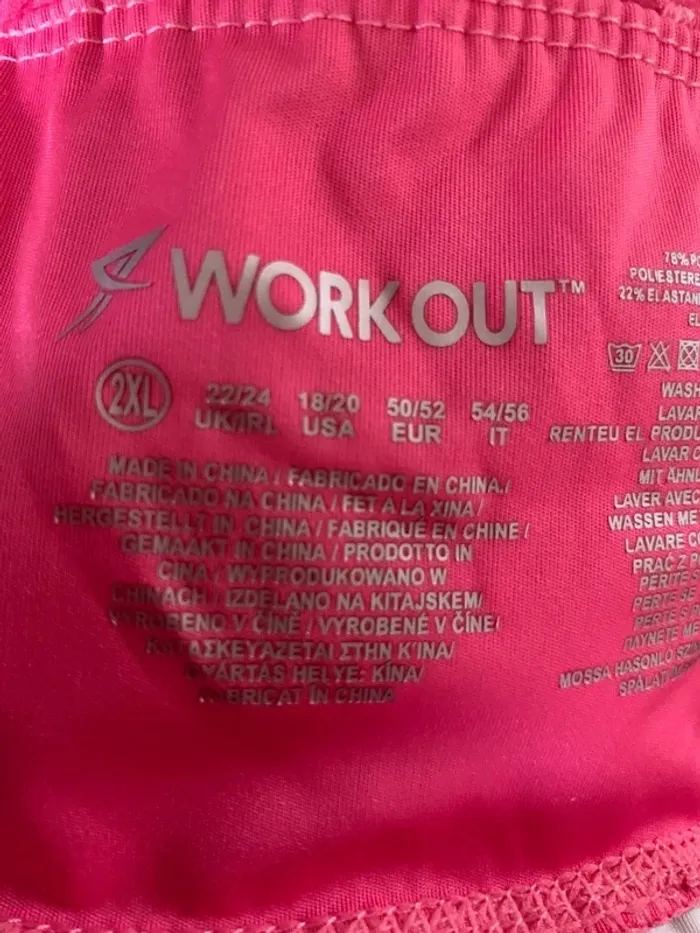 WORK OUT™
2XL
22/24 18/20 50/52 54/56
UK/IRL USA EUR IT
MADE IN CHINA / FABRICADO EN CHINA /
FABRICADO NA CHINA / FET A LA XINA /
HERGESTELLT IN CHINA / FABRIQUÉ EN CHINE /
GEMAAKT IN CHINA / PRODOTTO IN
CINA / WYPRODUKOWANO W
CHINACH / IZDELANO NA KITAJSKEM/
VYROBENO V ČÍNĚ / VYROBENÉ V ČÍNE/
ΚΑΤΑΣΚΕΥΑΖΕΤΑΙ ΣΤΗΝ ΚΊΝΑ/
GYÁRTÁS HELYE: KÍNA/
FABRICAT ÎN CHINA
78% PO
POLIESTERE
22% ELASTAN
EL
30
WASH
LAVAR
RENTEU EL PRODU
LAVAR C
MIT ÄHNL
LAVER AVEC
WASSEN ME
LAVARE CO
PRAĆ Z P
PERITE
PERTE SE
PERTE S
ΠΛΥΝΕΤΕ ΜΕ
MOSSA HASONLÓ SZÍN
SPĂLAȚI